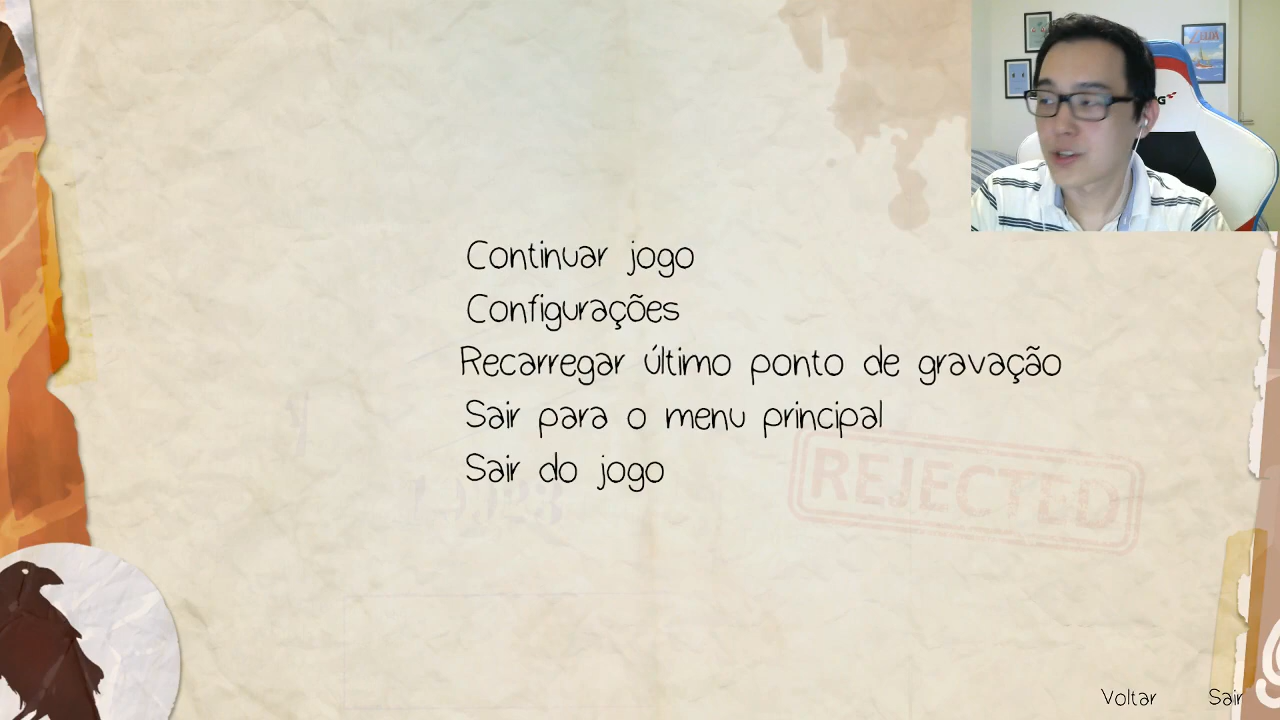 Continuar jogo
Configurações
Recarregar último ponto de gravação
Sair para o menu principal
Sair do jogo
REJECTED
Voltar Sair